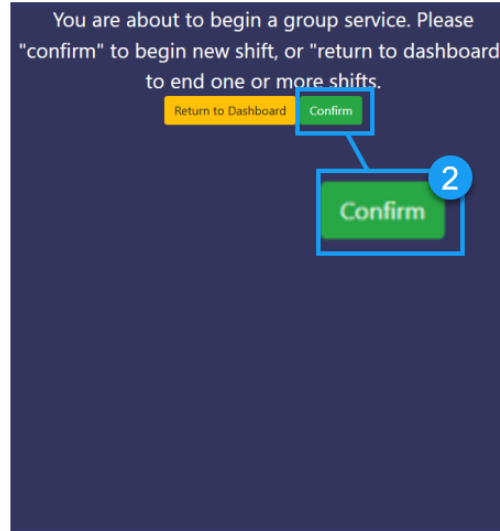 You are about to begin a group service. Please
"confirm" to begin new shift, or "return to dashboard
to end one or more shifts.
Return to Dashboard Confirm
2
Confirm